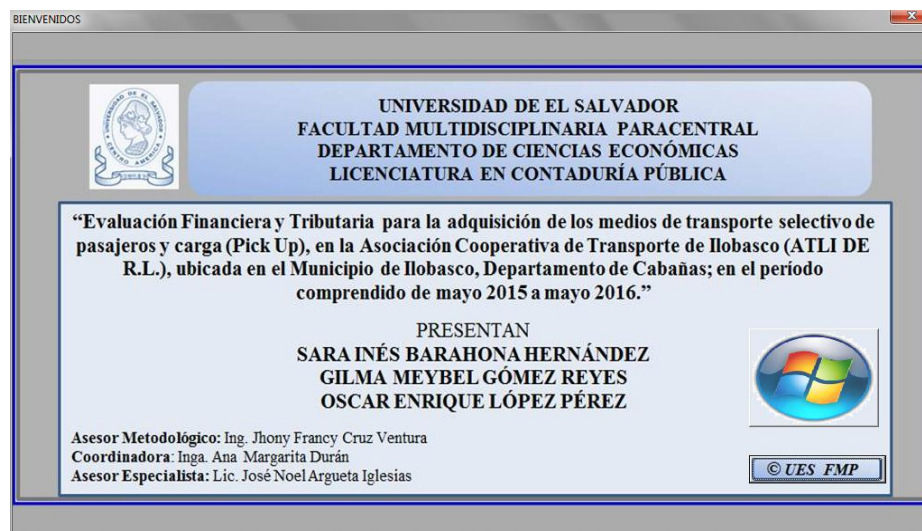 BIENVENIDOS
UNIVERSIDAD DE EL SALVADOR
FACULTAD MULTIDISCIPLINARIA PARACENTRAL
DEPARTAMENTO DE CIENCIAS ECONÓMICAS
LICENCIATURA EN CONTADURÍA PÚBLICA
“Evaluación Financiera y Tributaria para la adquisición de los medios de transporte selectivo de
pasajeros y carga (Pick Up), en la Asociación Cooperativa de Transporte de Ilobasco (ATLI DE
R.L.), ubicada en el Municipio de Ilobasco, Departamento de Cabañas; en el período
comprendido de mayo 2015 a mayo 2016.”
PRESENTAN
SARA INÉS BARAHONA HERNÁNDEZ
GILMA MEYBEL GÓMEZ REYES
OSCAR ENRIQUE LÓPEZ PÉREZ
Asesor Metodológico: Ing. Jhony Francy Cruz Ventura
Coordinadora: Inga. Ana Margarita Durán
Asesor Especialista: Lic. José Noel Argueta Iglesias
© UES FMP